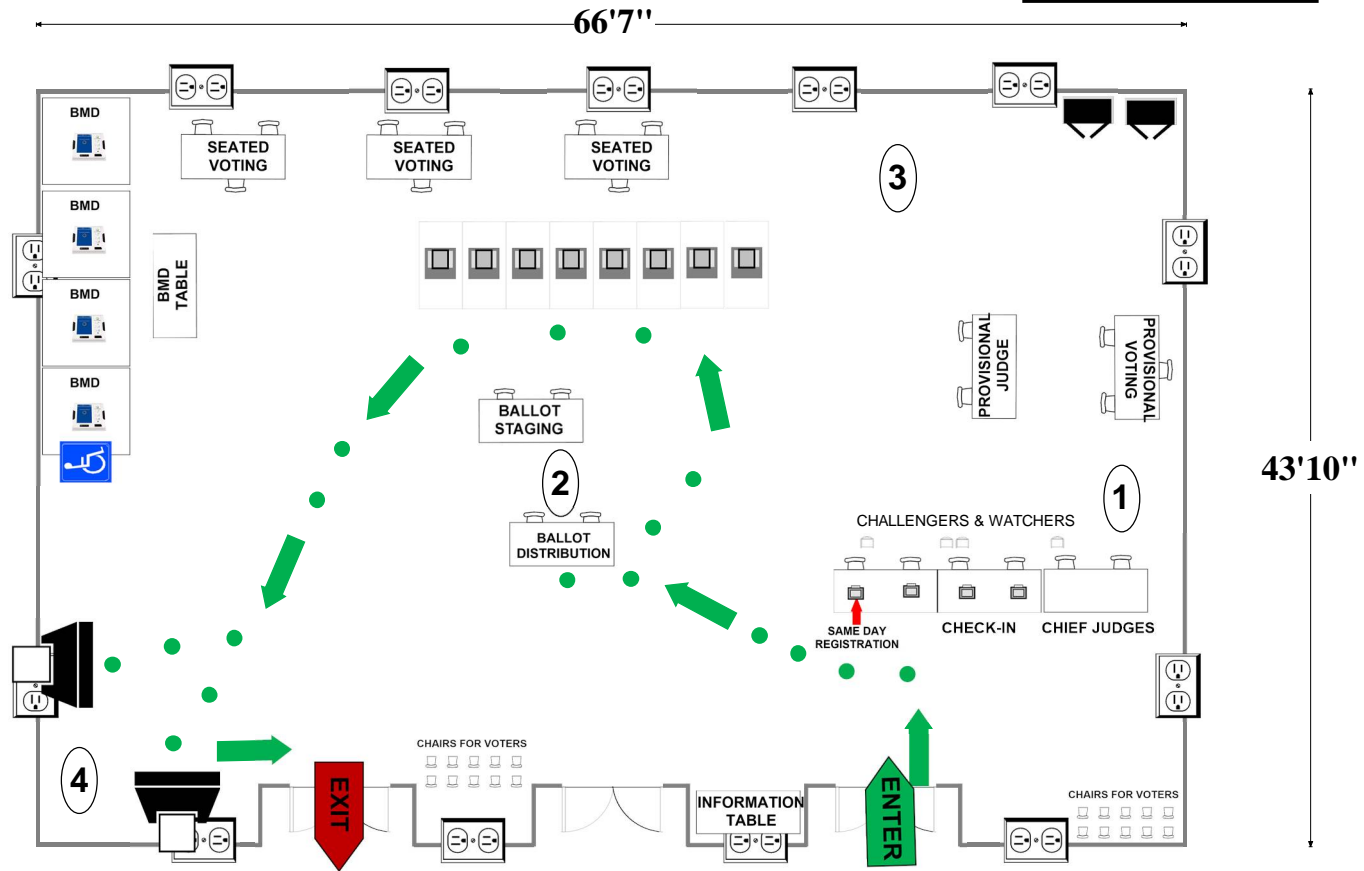 66'7"
BMD
SEATED
VOTING
SEATED
VOTING
SEATED
VOTING
3
BMD
BMD
TABLE
BMD
BMD
PROVISIONAL
JUDGE
PROVISIONAL
VOTING
BALLOT
STAGING
43'10"
2
1
CHALLENGERS & WATCHERS
BALLOT
DISTRIBUTION
SAME DAY
REGISTRATION
CHECK-IN
CHIEF JUDGES
4
EXIT
CHAIRS FOR VOTERS
INFORMATION
TABLE
ENTER
CHAIRS FOR VOTERS